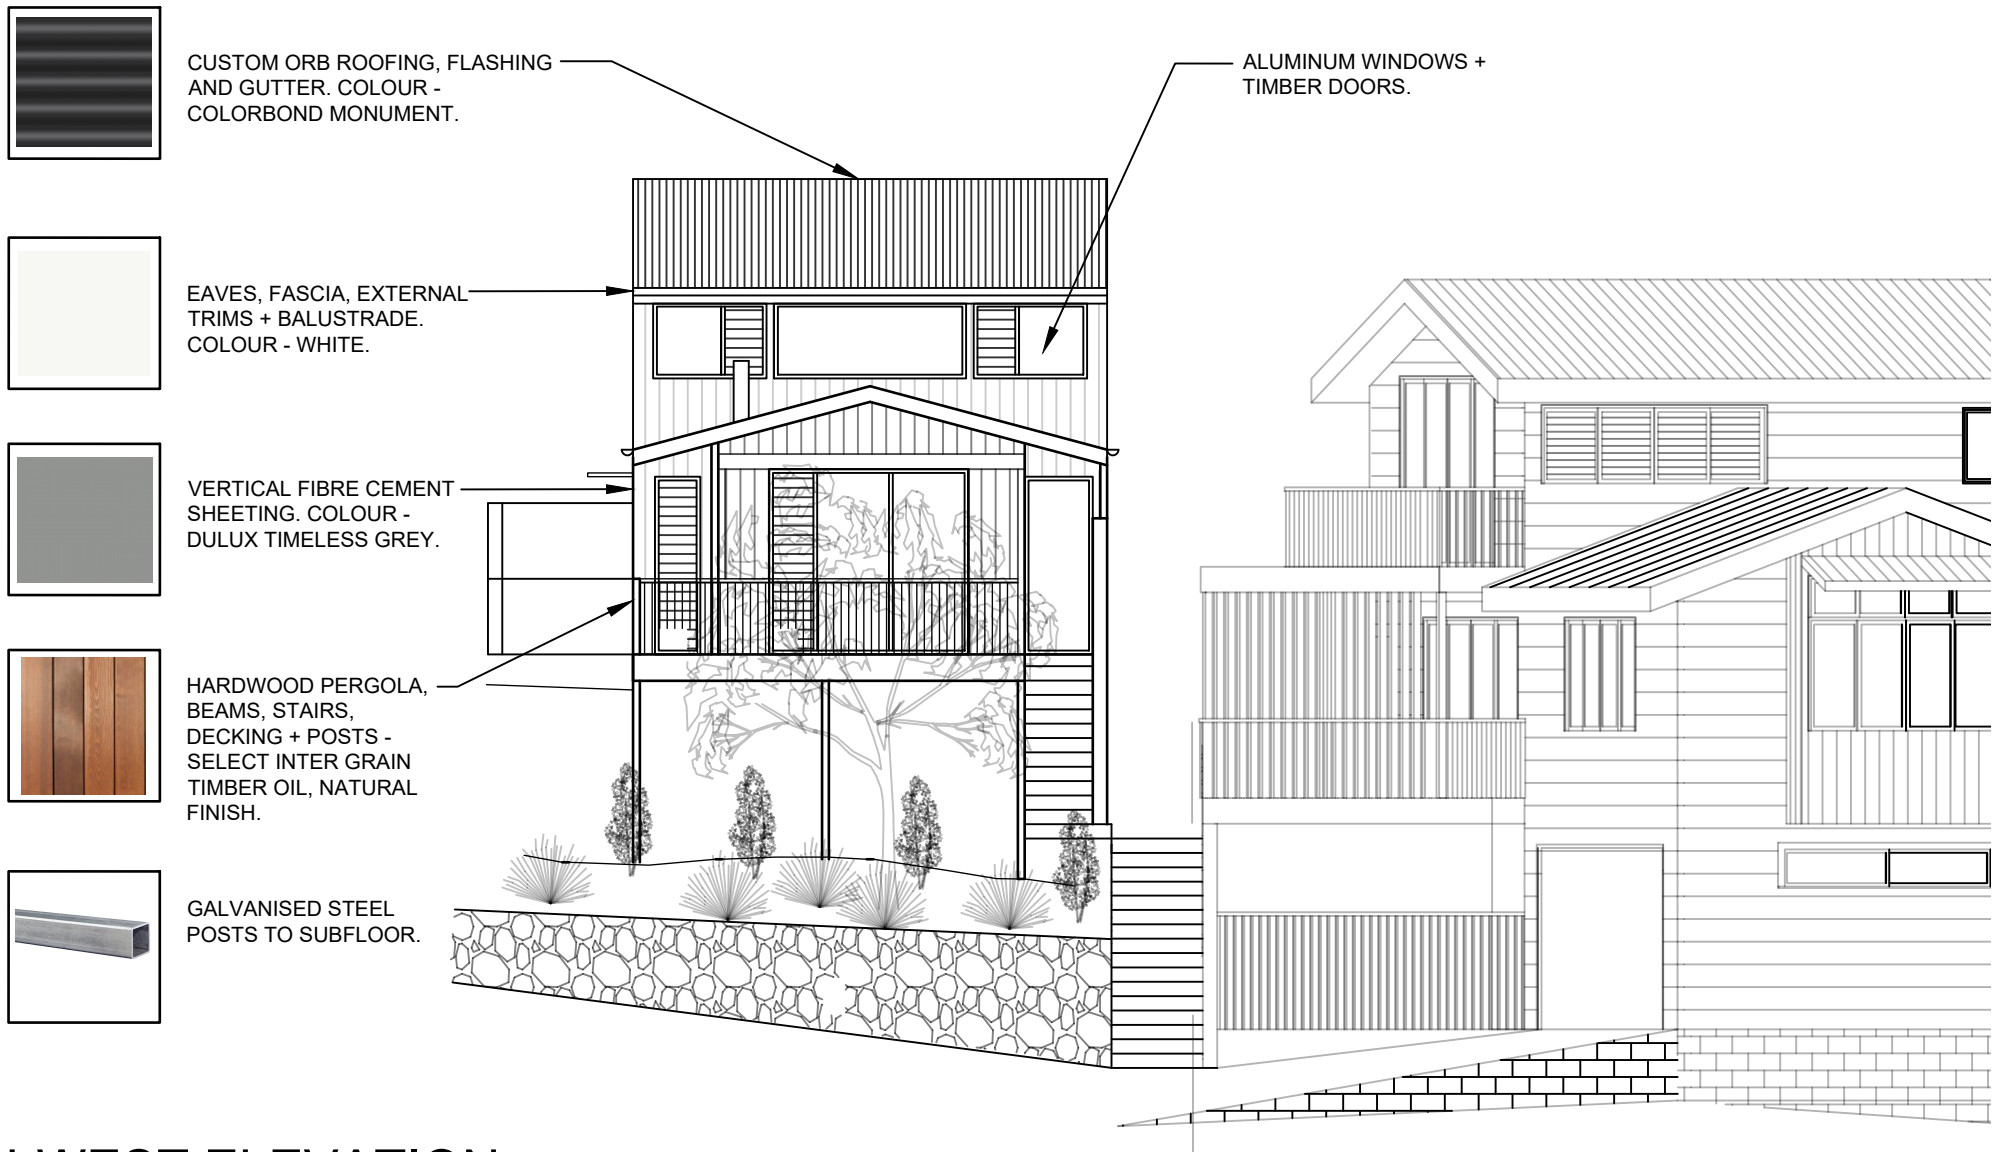 CUSTOM ORB ROOFING, FLASHING
AND GUTTER. COLOUR -
COLORBOND MONUMENT.
ALUMINUM WINDOWS +
TIMBER DOORS.
EAVES, FASCIA, EXTERNAL
TRIMS + BALUSTRADE.
COLOUR - WHITE.
VERTICAL FIBRE CEMENT
SHEETING. COLOUR -
DULUX TIMELESS GREY.
HARDWOOD PERGOLA,
BEAMS, STAIRS,
DECKING + POSTS -
SELECT INTER GRAIN
TIMBER OIL, NATURAL
FINISH.
GALVANISED STEEL
POSTS TO SUBFLOOR.
WEST ELEVATION